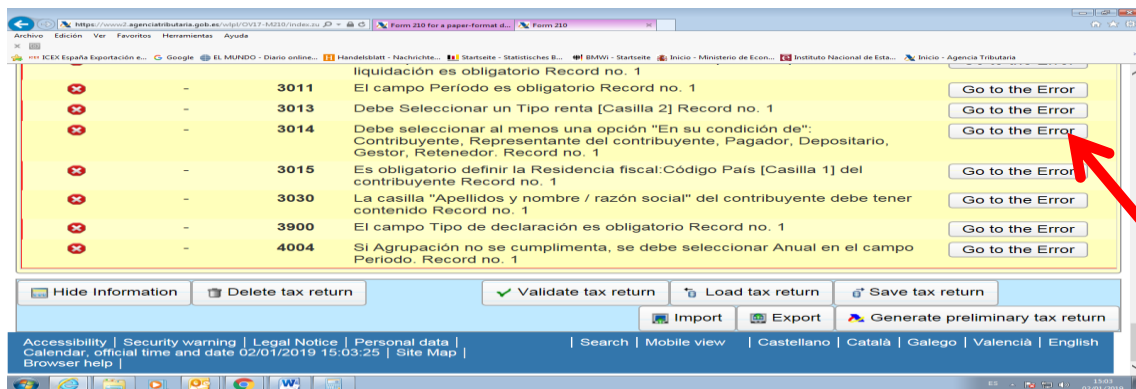 https://www2.agenciatributaria.gob.es/wlpl/OV17-M210/index.zu
Form 210 for a paper-format d...
Form 210
Archivo Edición Ver Favoritos Herramientas Ayuda
ICEX España Exportación e... Google EL MUNDO - Diario online... Handelsblatt - Nachrichte... Startseite - Statistisches B... BMWi - Startseite Inicio - Ministerio de Econ... Instituto Nacional de Esta... Inicio - Agencia Tributaria
liquidación es obligatorio Record no. 1
- 3011 El campo Período es obligatorio Record no. 1 Go to the Error
- 3013 Debe Seleccionar un Tipo renta [Casilla 2] Record no. 1 Go to the Error
- 3014 Debe seleccionar al menos una opción "En su condición de": Go to the Error
Contribuyente, Representante del contribuyente, Pagador, Depositario,
Gestor, Retenedor. Record no. 1
- 3015 Es obligatorio definir la Residencia fiscal:Código País [Casilla 1] del Go to the Error
contribuyente Record no. 1
- 3030 La casilla "Apellidos y nombre / razón social" del contribuyente debe tener Go to the Error
contenido Record no. 1
- 3900 El campo Tipo de declaración es obligatorio Record no. 1 Go to the Error
- 4004 Si Agrupación no se cumplimenta, se debe seleccionar Anual en el campo Go to the Error
Periodo. Record no. 1
Hide Information Delete tax return Validate tax return Load tax return Save tax return
Import Export Generate preliminary tax return
Accessibility | Security warning | Legal Notice | Personal data | | Search | Mobile view | Castellano | Català | Galego | Valencià | English
Calendar, official time and date 02/01/2019 15:03:25 | Site Map |
Browser help |
ES 15:03
02/01/2019